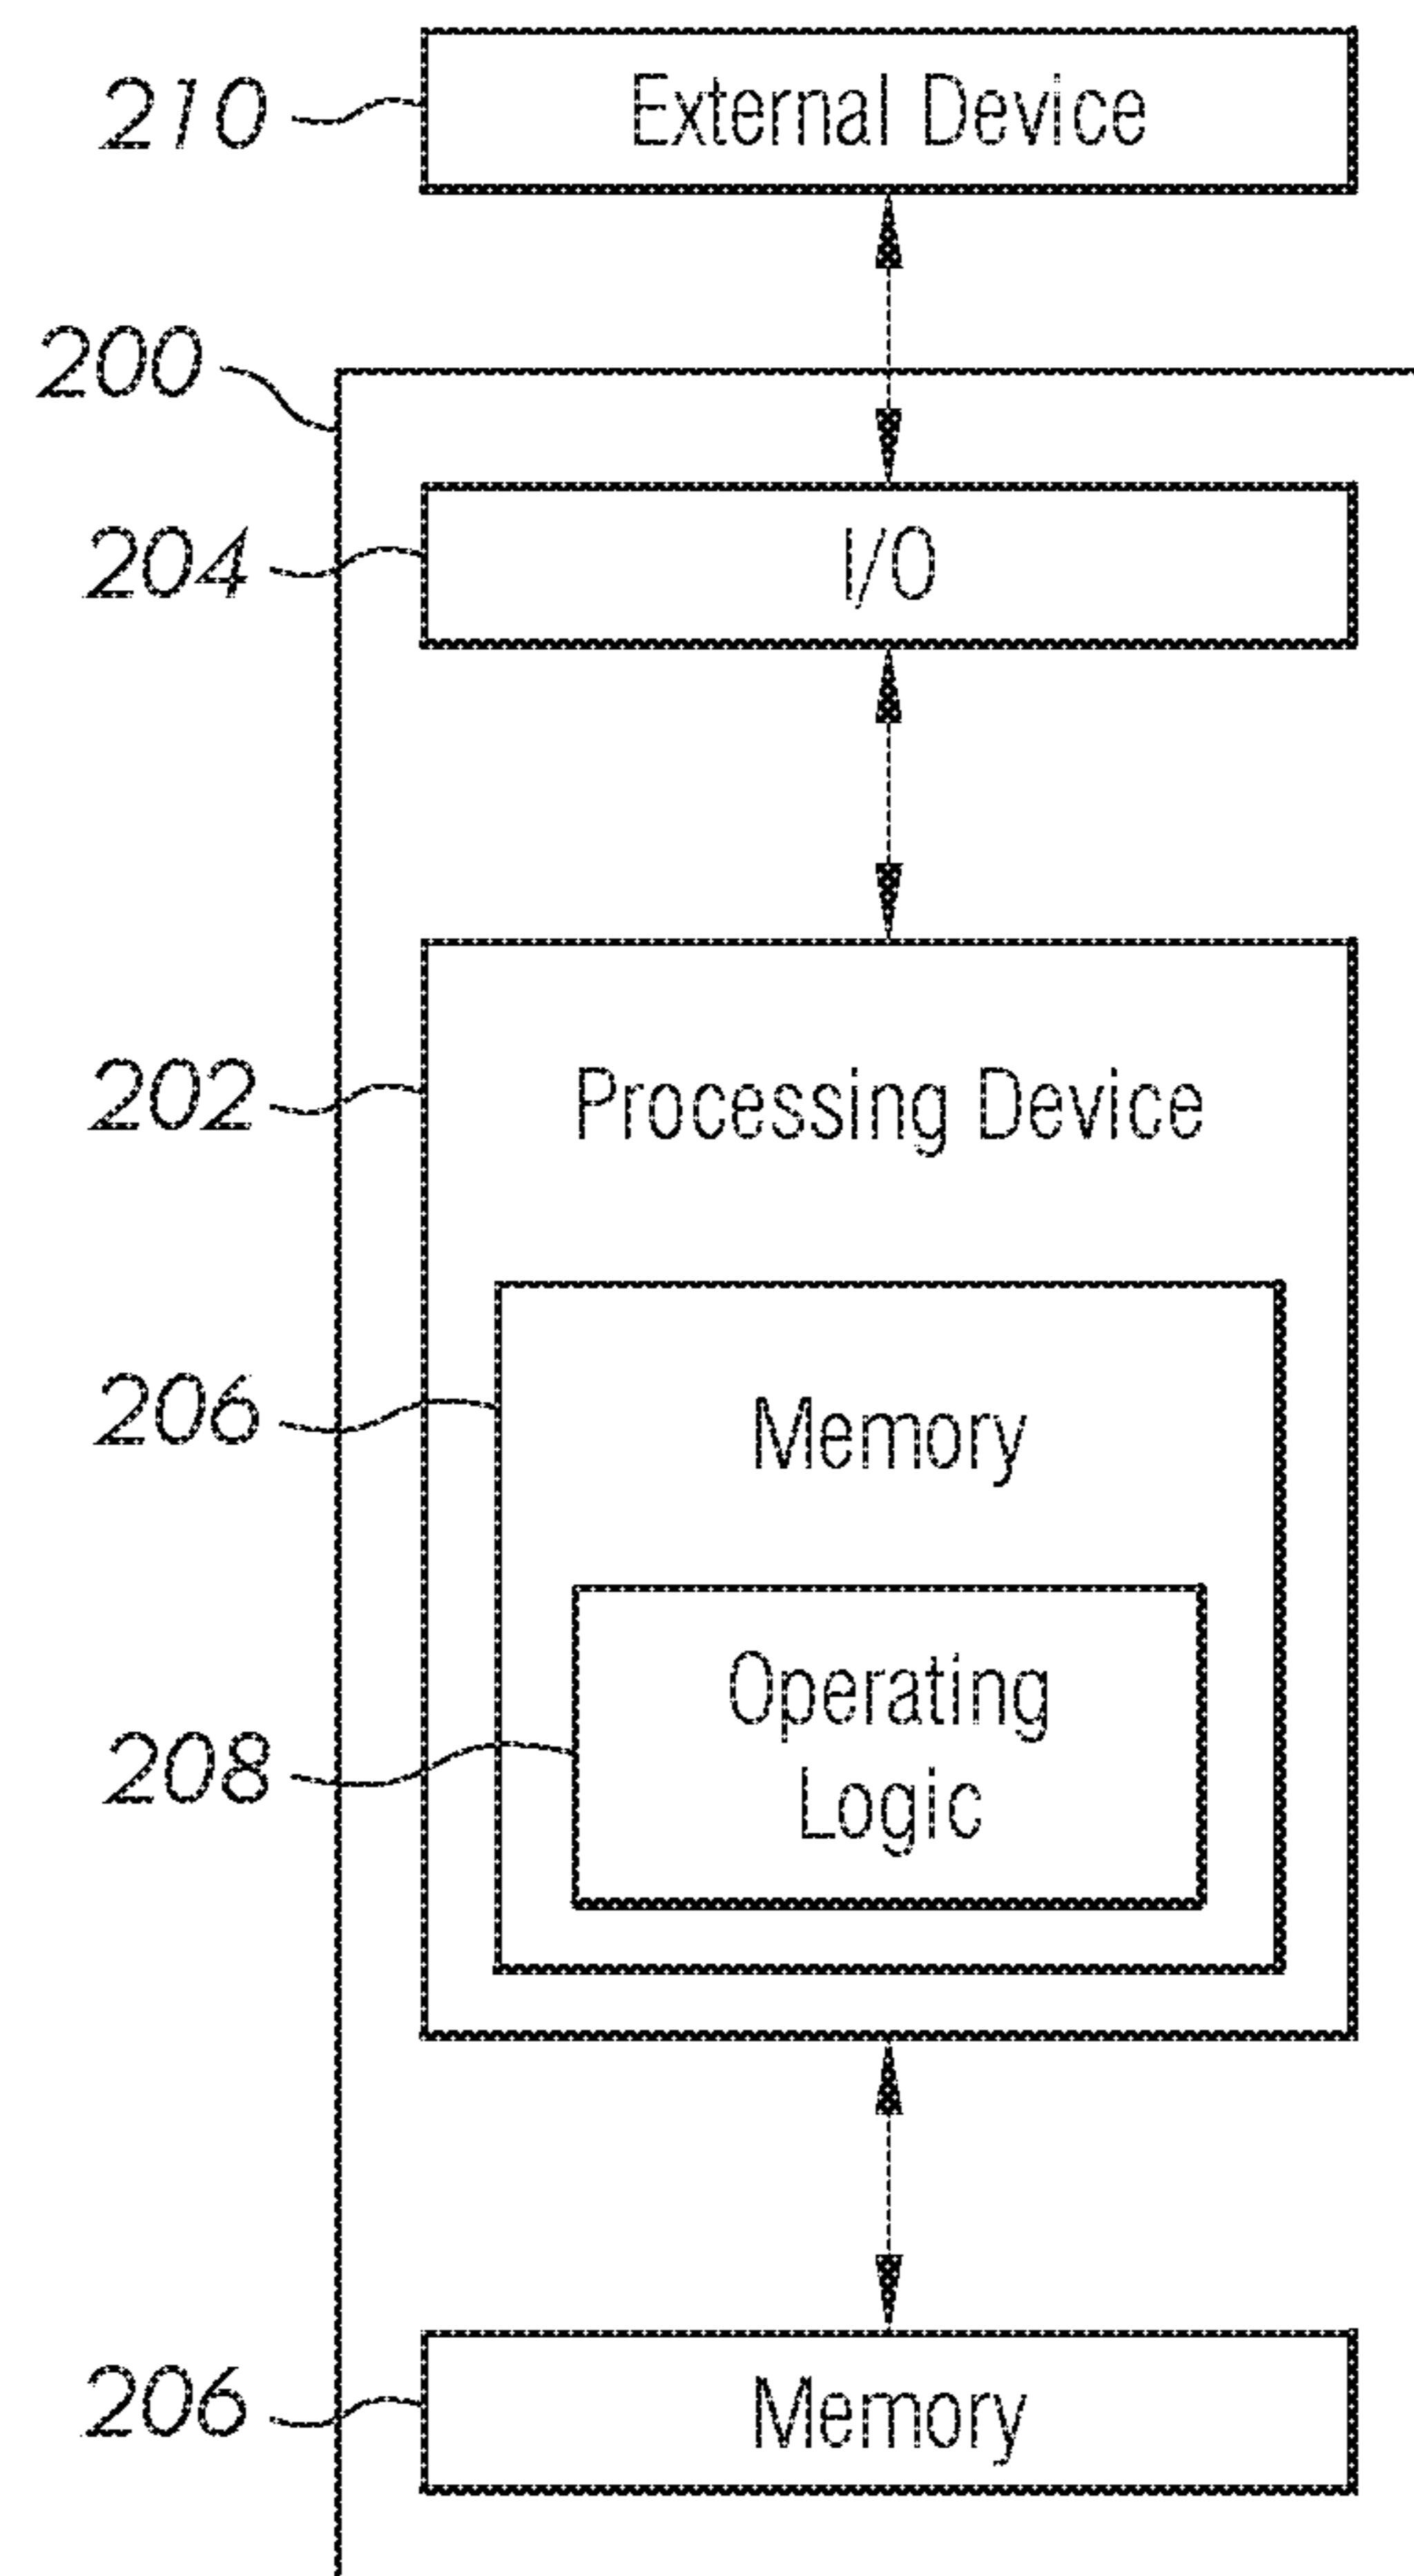 210
External Device
200
204
I/O
202
Processing Device
206
Memory
208
Operating
Logic
206
Memory